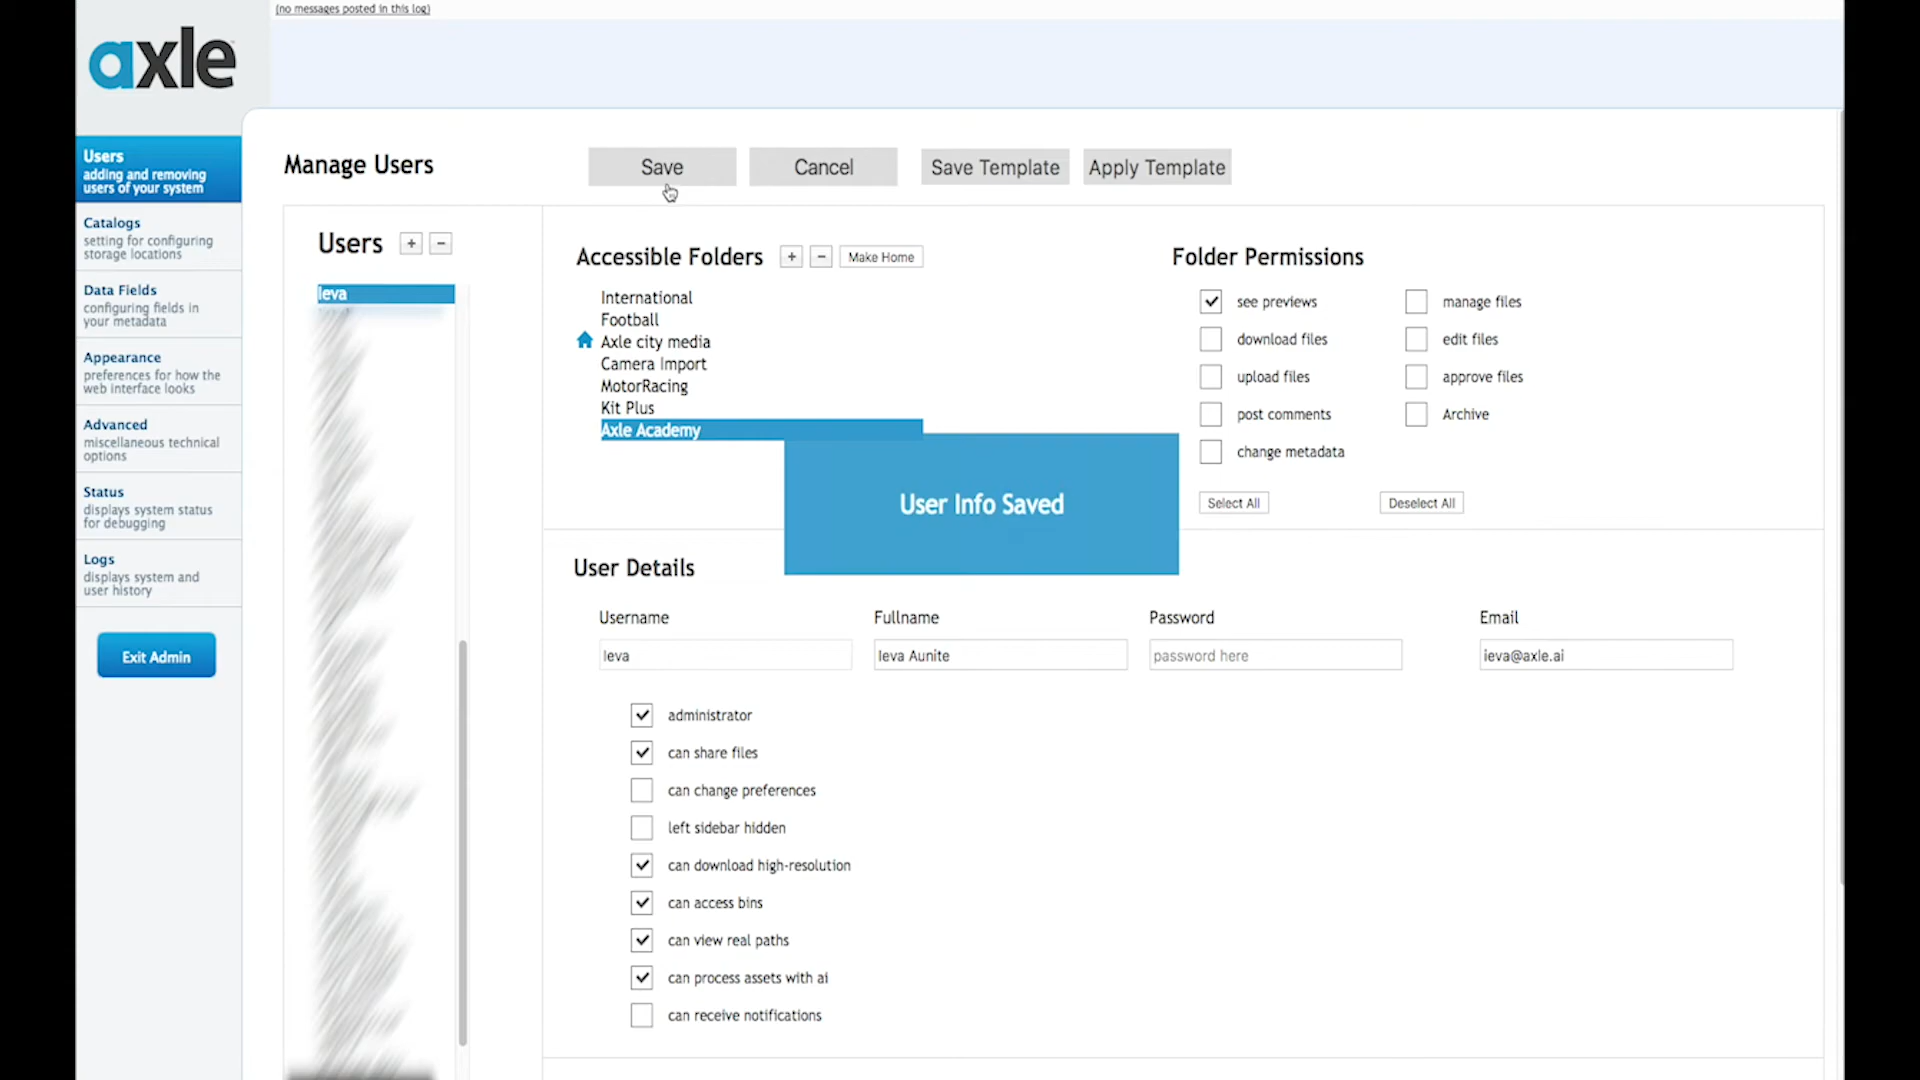 (no messages posted in this log)
axle
Users
adding and removing
users of your system
Catalogs
setting for configuring
storage locations
Data Fields
configuring fields in
your metadata
Appearance
preferences for how the
web interface looks
Advanced
miscellaneous technical
options
Status
displays system status
for debugging
Logs
displays system and
user history
Exit Admin
Manage Users
Save
Cancel
Save Template
Apply Template
Users
+
-
Ieva
Accessible Folders
+
-
Make Home
International
Football
Axle city media
Camera Import
MotorRacing
Kit Plus
Axle Academy
Folder Permissions
see previews
manage files
download files
edit files
upload files
approve files
post comments
Archive
change metadata
Select All
Deselect All
User Info Saved
User Details
Username
Fullname
Password
Email
Ieva
Ieva Aunite
password here
ieva@axle.ai
administrator
can share files
can change preferences
left sidebar hidden
can download high-resolution
can access bins
can view real paths
can process assets with ai
can receive notifications